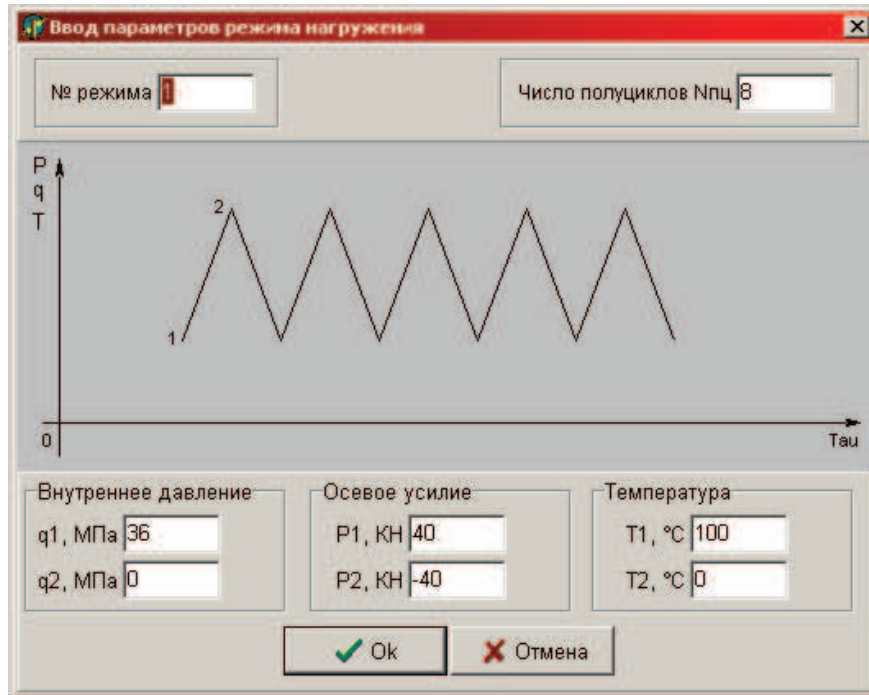 Ввод параметров режима нагружения
№ режима 1
Число полуциклов Nпц 8
P
q
T
2
1
0
Tau
Внутреннее давление
q1, МПа 36
q2, МПа 0
Осевое усилие
P1, КН 40
P2, КН -40
Температура
T1, °C 100
T2, °C 0
Ok
Отмена